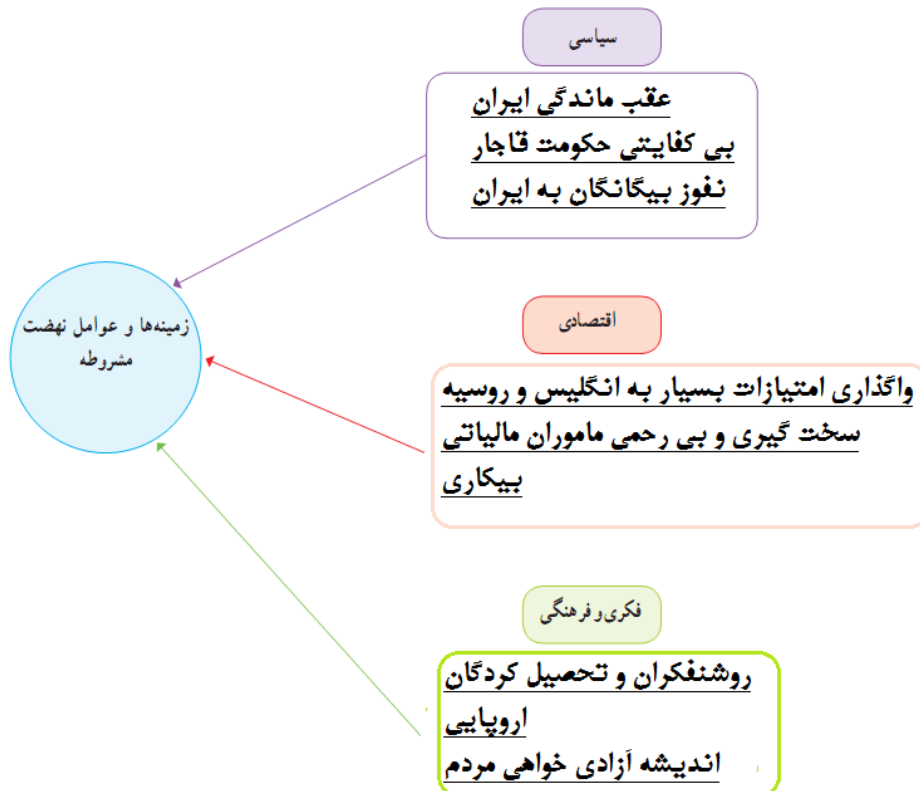 سیاسی
عقب ماندگی ایران
بی کفایتی حکومت قاجار
نفوز بیگانگان به ایران
زمینه‌ها و عوامل نهضت
مشروطه
اقتصادی
واگذاری امتیازات بسیار به انگلیس و روسیه
سخت گیری و بی رحمی ماموران مالیاتی
بیکاری
فکری و فرهنگی
روشنفکران و تحصیل کردگان
اروپایی
اندیشه آزادی خواهی مردم